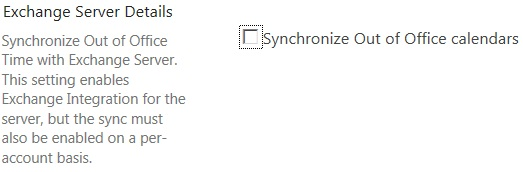 Exchange Server Details
Synchronize Out of Office
Time with Exchange Server.
This setting enables
Exchange Integration for the
server, but the sync must
also be enabled on a per-
account basis.
Synchronize Out of Office calendars